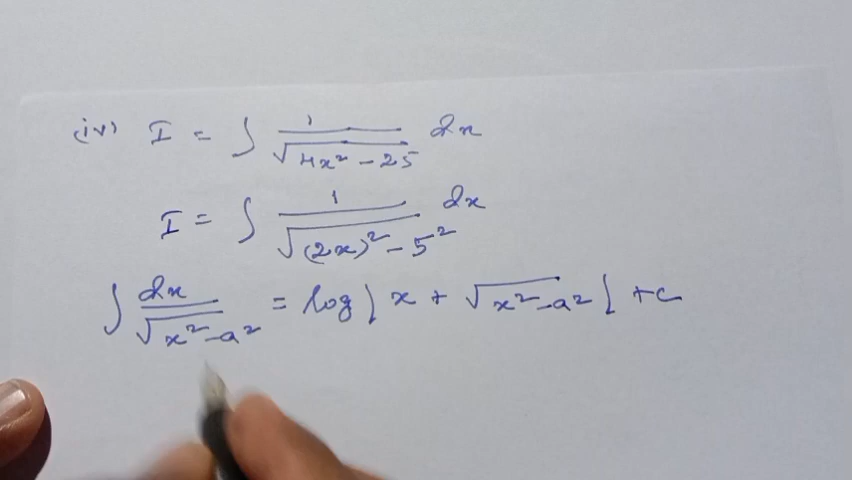 (iv) I = ∫ 1/√(4x² - 25) dx
I = ∫ 1/√((2x)² - 5²) dx
∫ dx/√(x² - a²) = log | x + √(x² - a²) | + c